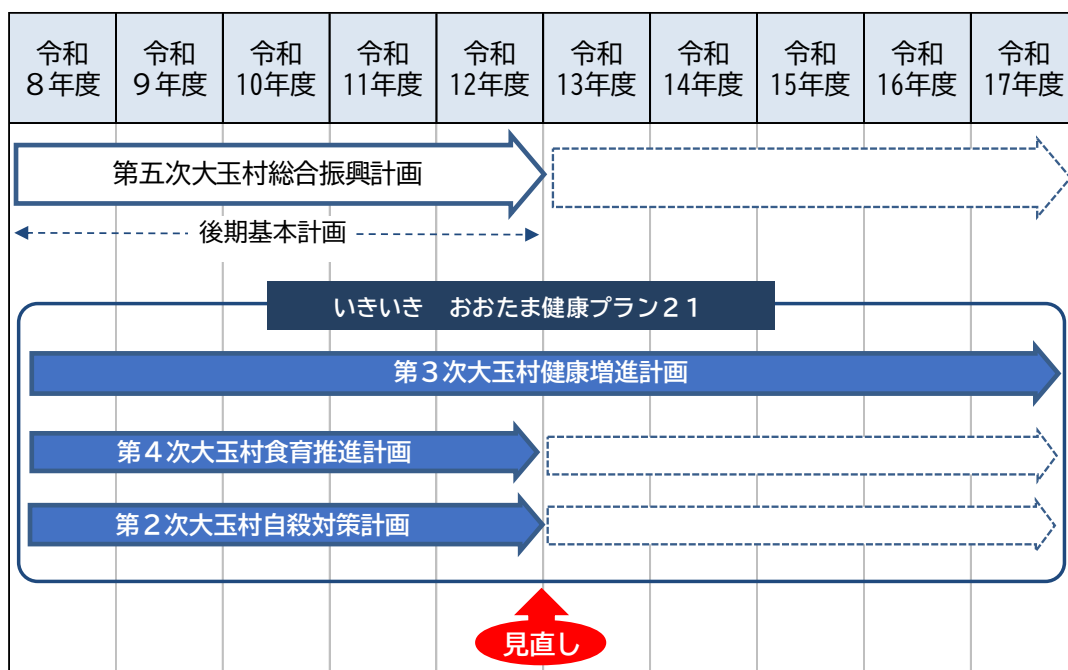 令和
８年度
令和
９年度
令和
10年度
令和
11年度
令和
12年度
令和
13年度
令和
14年度
令和
15年度
令和
16年度
令和
17年度
第五次大玉村総合振興計画
後期基本計画
いきいき　おおたま健康プラン２１
第３次大玉村健康増進計画
第４次大玉村食育推進計画
第２次大玉村自殺対策計画
見直し